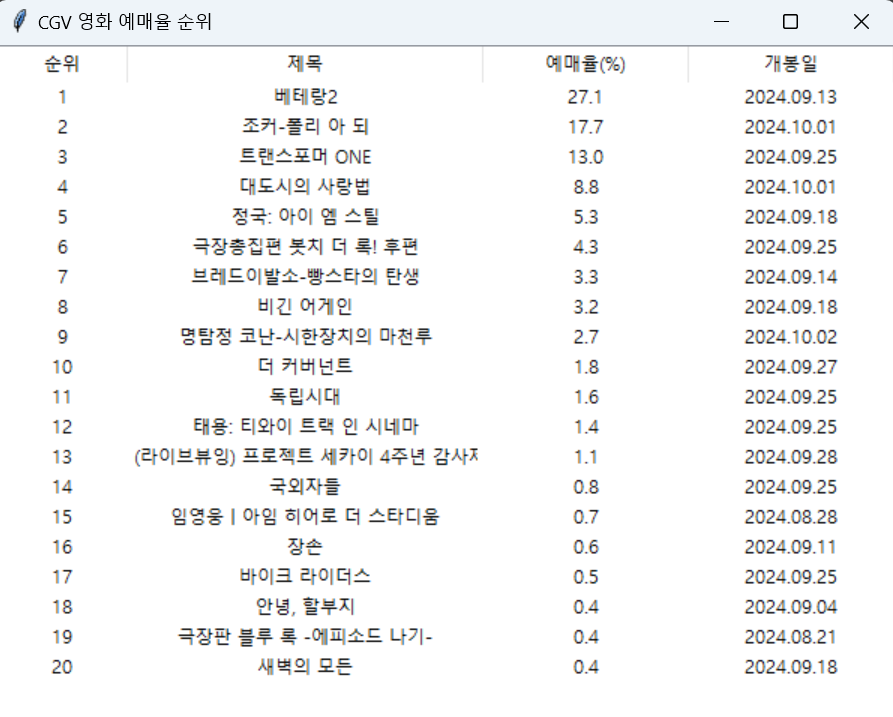 CGV 영화 예매율 순위
순위 제목 예매율(%) 개봉일
1 베테랑2 27.1 2024.09.13
2 조커-폴리 아 되 17.7 2024.10.01
3 트랜스포머 ONE 13.0 2024.09.25
4 대도시의 사랑법 8.8 2024.10.01
5 정국: 아이 엠 스틸 5.3 2024.09.18
6 극장총집편 봇치 더 록! 후편 4.3 2024.09.25
7 브레드이발소-빵스타의 탄생 3.3 2024.09.14
8 비긴 어게인 3.2 2024.09.18
9 명탐정 코난-시한장치의 마천루 2.7 2024.10.02
10 더 커버넌트 1.8 2024.09.27
11 독립시대 1.6 2024.09.25
12 태용: 티와이 트랙 인 시네마 1.4 2024.09.25
13 (라이브뷰잉) 프로젝트 세카이 4주년 감사제 1.1 2024.09.28
14 국외자들 0.8 2024.09.25
15 임영웅 | 아임 히어로 더 스타디움 0.7 2024.08.28
16 장손 0.6 2024.09.11
17 바이크 라이더스 0.5 2024.09.25
18 안녕, 할부지 0.4 2024.09.04
19 극장판 블루 록 -에피소드 나기- 0.4 2024.08.21
20 새벽의 모든 0.4 2024.09.18